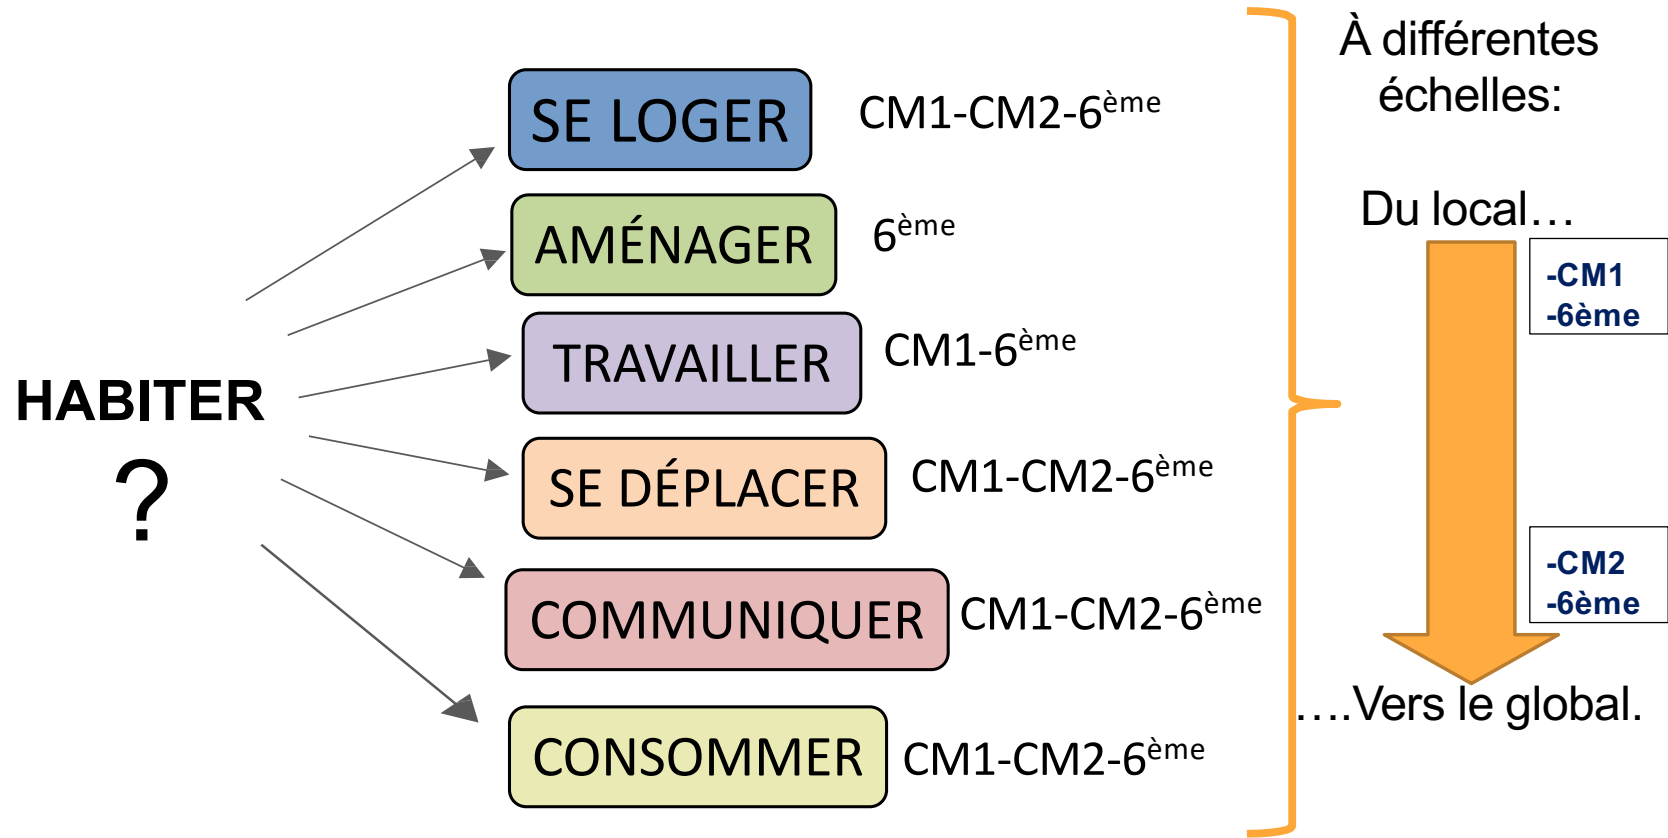 HABITER
?
SE LOGER
CM1-CM2-6ème
AMÉNAGER
6ème
TRAVAILLER
CM1-6ème
SE DÉPLACER
CM1-CM2-6ème
COMMUNIQUER
CM1-CM2-6ème
CONSOMMER
CM1-CM2-6ème
À différentes
échelles:
Du local…
-CM1
-6ème
-CM2
-6ème
….Vers le global.